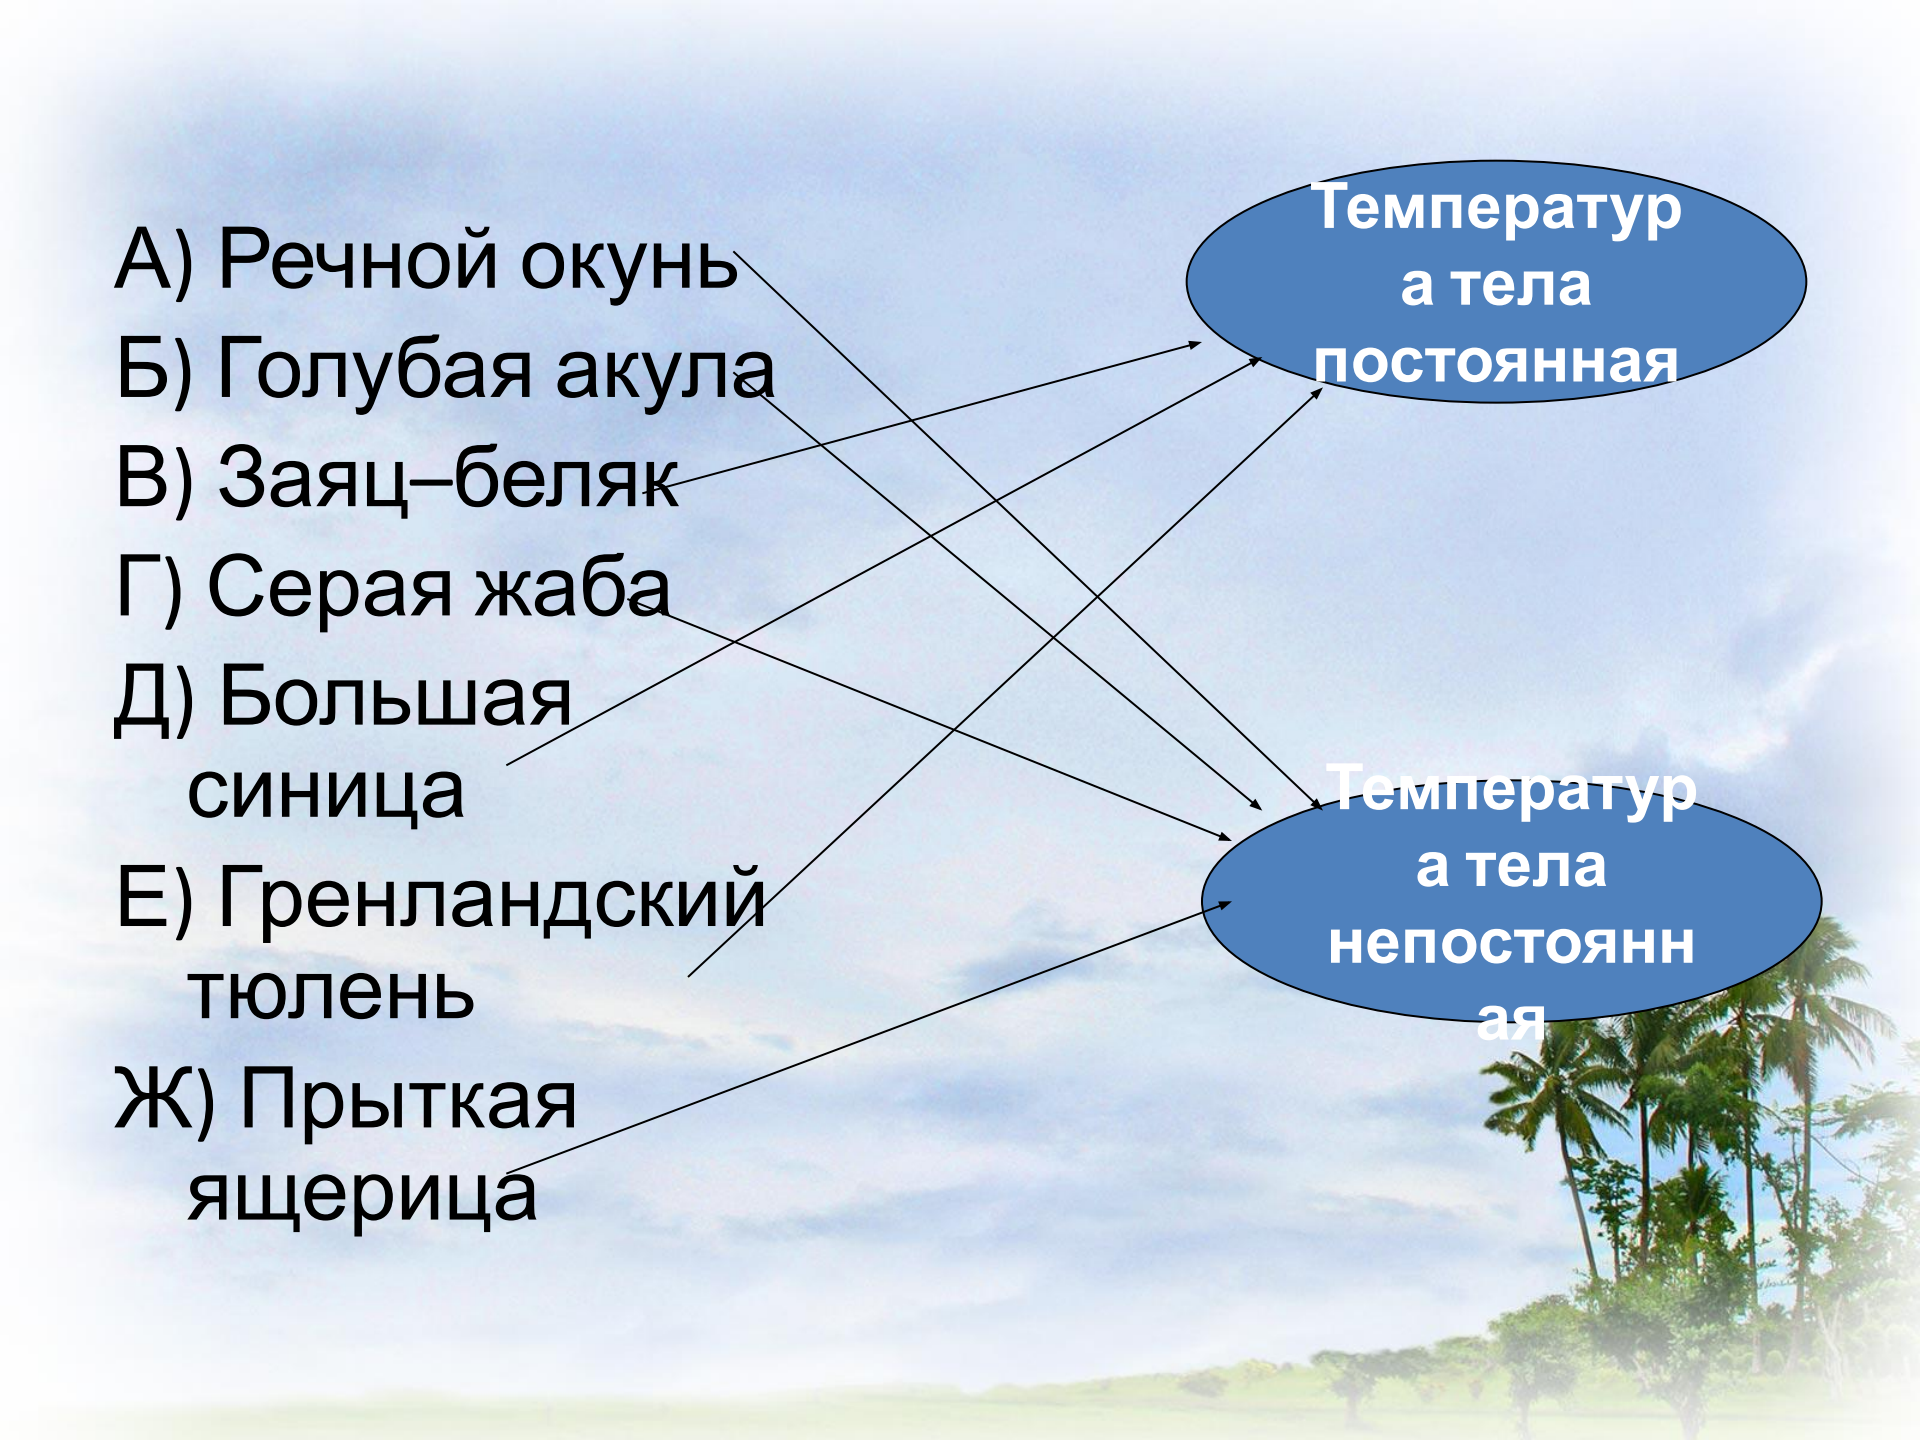 А) Речной окунь
Б) Голубая акула
В) Заяц–беляк
Г) Серая жаба
Д) Большая
синица
Е) Гренландский
тюлень
Ж) Прыткая
ящерица
Температур
а тела
постоянная
Температур
а тела
непостоянн
ая